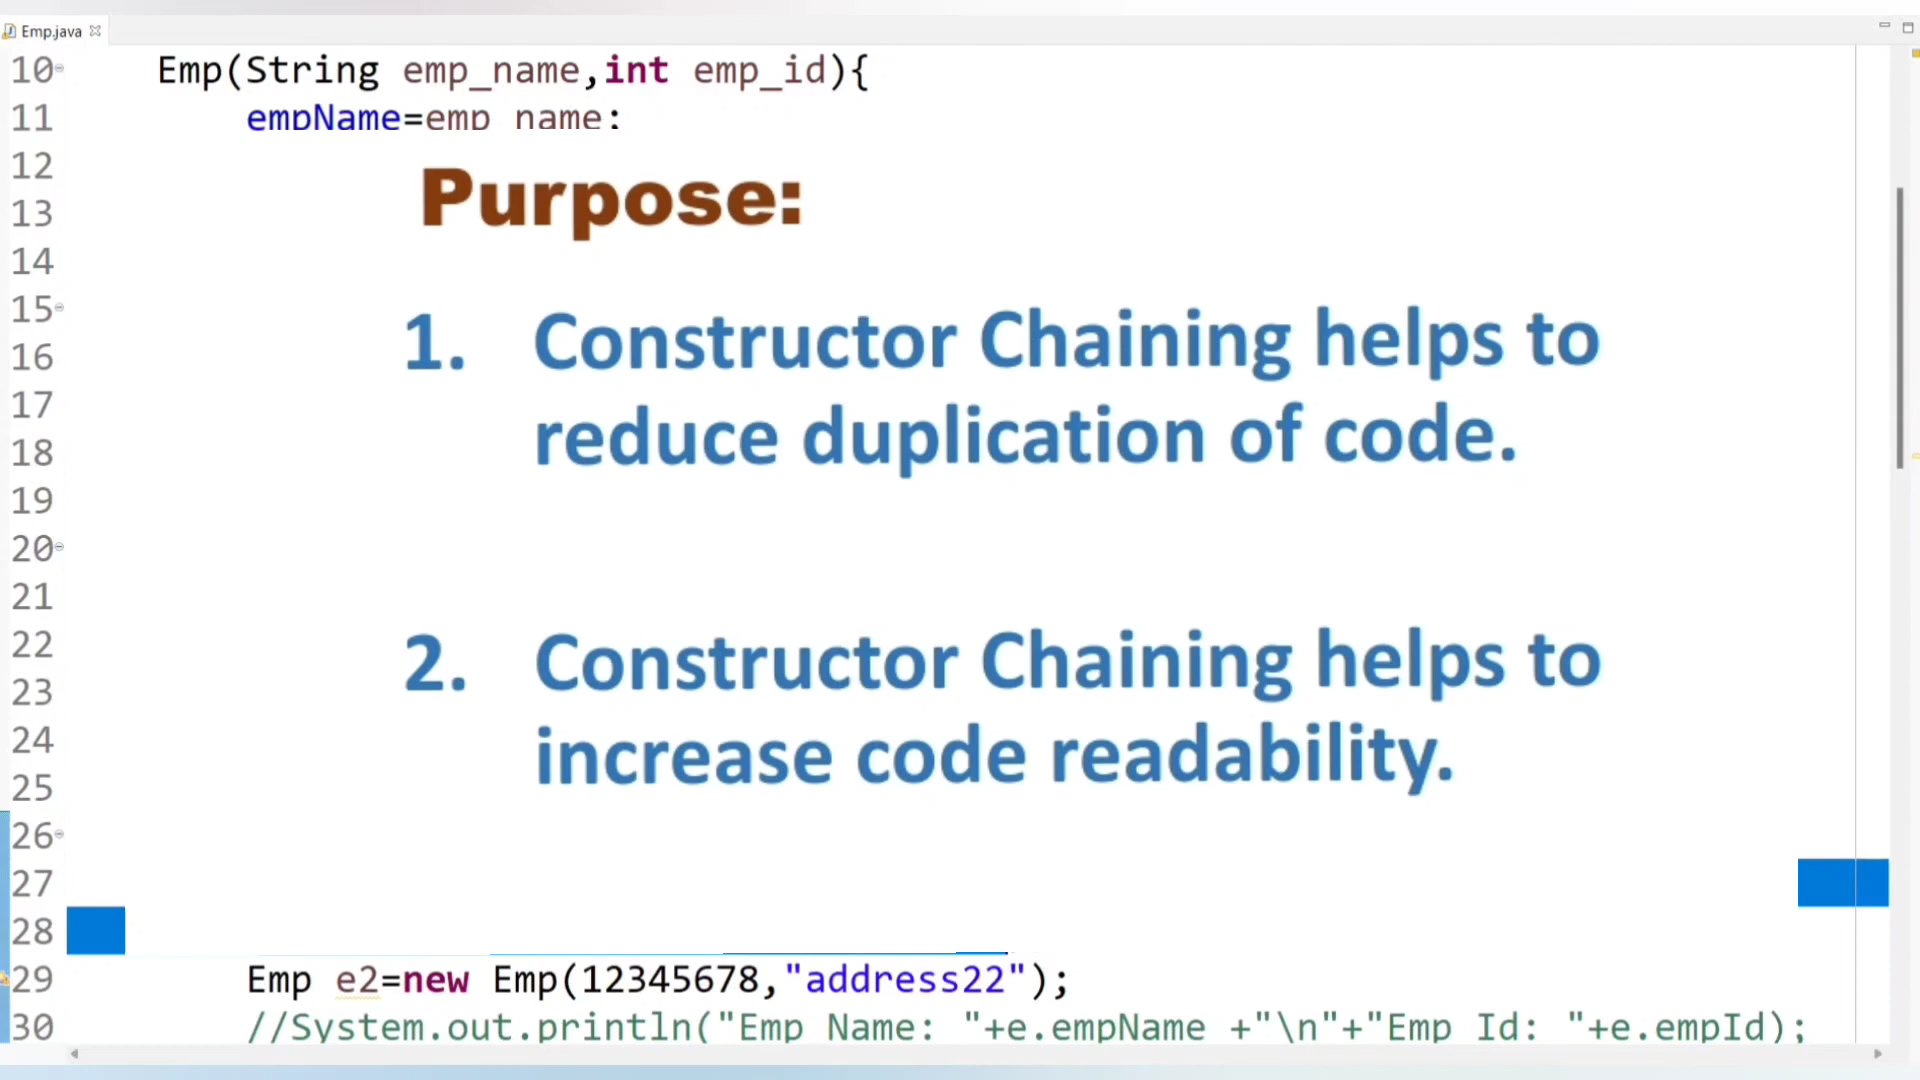 Emp.java
10 Emp(String emp_name,int emp_id){
11 empName=emp_name;
12
Purpose:
13
14
15
1. Constructor Chaining helps to
16
17
reduce duplication of code.
18
19
20
21
22
2. Constructor Chaining helps to
23
24
increase code readability.
25
26
27
28
29 Emp e2=new Emp(12345678,"address22");
30 //System.out.println("Emp Name: "+e.empName +"\n"+"Emp Id: "+e.empId);